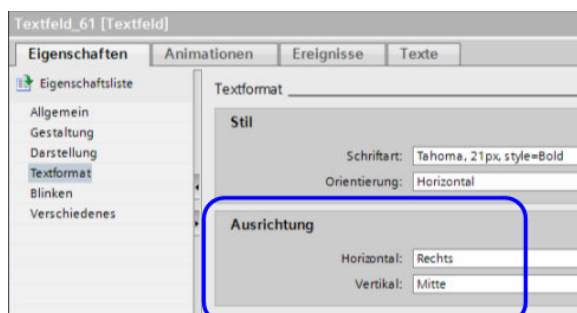 Textfeld_61 [Textfeld]
Eigenschaften Animationen Ereignisse Texte
Eigenschaftsliste
Allgemein
Gestaltung
Darstellung
Textformat
Blinken
Verschiedenes
Textformat
Stil
Schriftart: Tahoma, 21px, style=Bold
Orientierung: Horizontal
Ausrichtung
Horizontal: Rechts
Vertikal: Mitte